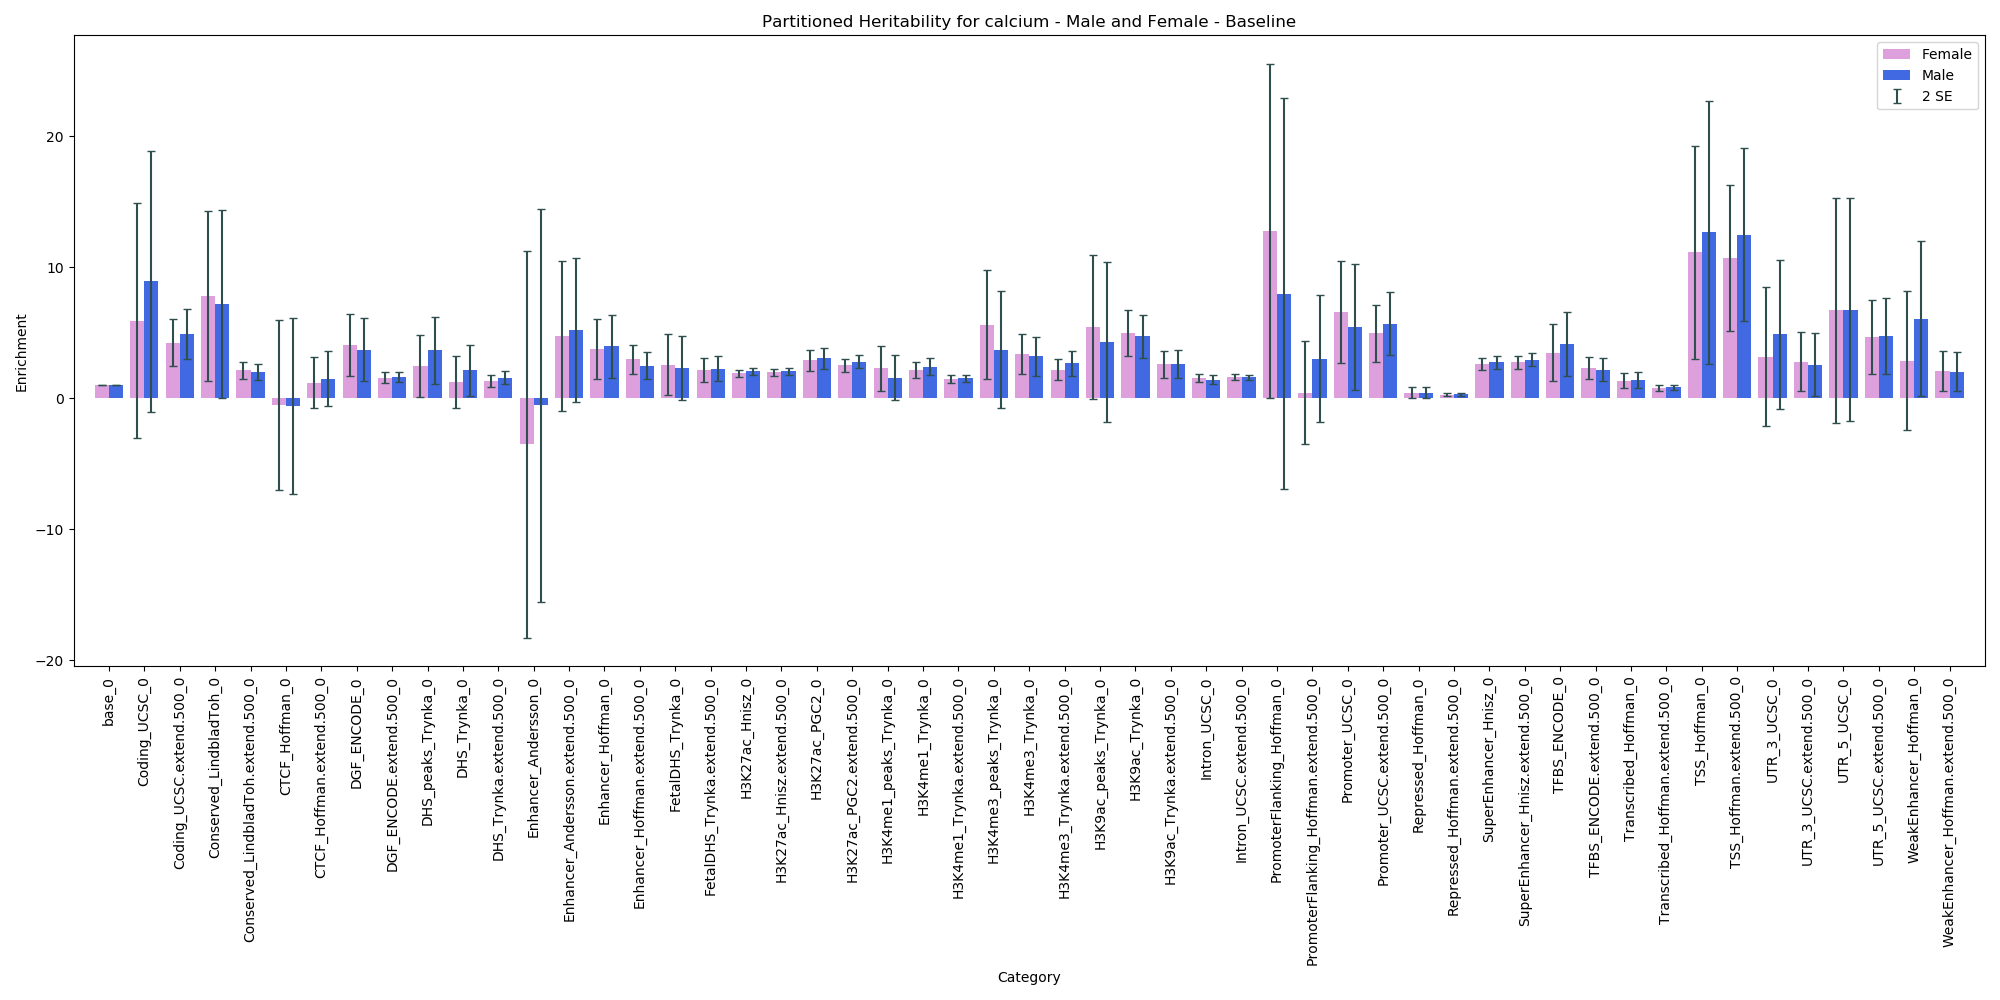 Partitioned Heritability for calcium - Male and Female - Baseline
Female
Male
2 SE
Enrichment
20
10
0
−10
−20
base_0
Coding_UCSC_0
Coding_UCSC.extend.500_0
Conserved_LindbladToh_0
Conserved_LindbladToh.extend.500_0
CTCF_Hoffman_0
CTCF_Hoffman.extend.500_0
DGF_ENCODE_0
DGF_ENCODE.extend.500_0
DHS_peaks_Trynka_0
DHS_Trynka_0
DHS_Trynka.extend.500_0
Enhancer_Andersson_0
Enhancer_Andersson.extend.500_0
Enhancer_Hoffman_0
Enhancer_Hoffman.extend.500_0
FetalDHS_Trynka_0
FetalDHS_Trynka.extend.500_0
H3K27ac_Hnisz_0
H3K27ac_Hnisz.extend.500_0
H3K27ac_PGC2_0
H3K27ac_PGC2.extend.500_0
H3K4me1_peaks_Trynka_0
H3K4me1_Trynka_0
H3K4me1_Trynka.extend.500_0
H3K4me3_peaks_Trynka_0
H3K4me3_Trynka_0
H3K4me3_Trynka.extend.500_0
H3K9ac_peaks_Trynka_0
H3K9ac_Trynka_0
H3K9ac_Trynka.extend.500_0
Intron_UCSC_0
Intron_UCSC.extend.500_0
PromoterFlanking_Hoffman_0
PromoterFlanking_Hoffman.extend.500_0
Promoter_UCSC_0
Promoter_UCSC.extend.500_0
Repressed_Hoffman_0
Repressed_Hoffman.extend.500_0
SuperEnhancer_Hnisz_0
SuperEnhancer_Hnisz.extend.500_0
TFBS_ENCODE_0
TFBS_ENCODE.extend.500_0
Transcribed_Hoffman_0
Transcribed_Hoffman.extend.500_0
TSS_Hoffman_0
TSS_Hoffman.extend.500_0
UTR_3_UCSC_0
UTR_3_UCSC.extend.500_0
UTR_5_UCSC_0
UTR_5_UCSC.extend.500_0
WeakEnhancer_Hoffman_0
WeakEnhancer_Hoffman.extend.500_0
Category